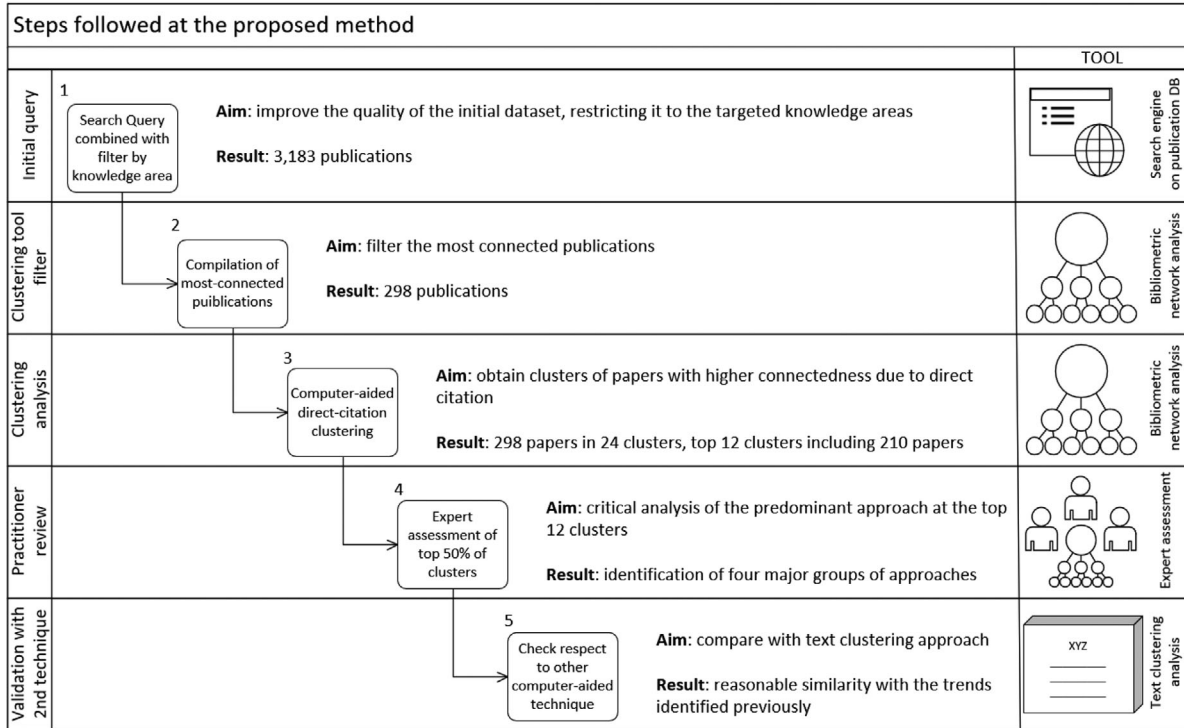 Steps followed at the proposed method
TOOL
Initial query
1
Search Query
combined with
filter by
knowledge area
Aim: improve the quality of the initial dataset, restricting it to the targeted knowledge areas
Result: 3,183 publications
Search engine
on publication DB
Clustering tool
filter
2
Compilation of
most-connected
puiblications
Aim: filter the most connected publications
Result: 298 publications
Bibliometric
network analysis
Clustering
analysis
3
Computer-aided
direct-citation
clustering
Aim: obtain clusters of papers with higher connectedness due to direct
citation
Result: 298 papers in 24 clusters, top 12 clusters including 210 papers
Bibliometric
network analysis
Practitioner
review
4
Expert
assessment of
top 50% of
clusters
Aim: critical analysis of the predominant approach at the top
12 clusters
Result: identification of four major groups of approaches
Expert assessment
Validation with
2nd technique
5
Check respect
to other
computer-aided
technique
Aim: compare with text clustering approach
Result: reasonable similarity with the trends
identified previously
XYZ
Text clustering
analysis